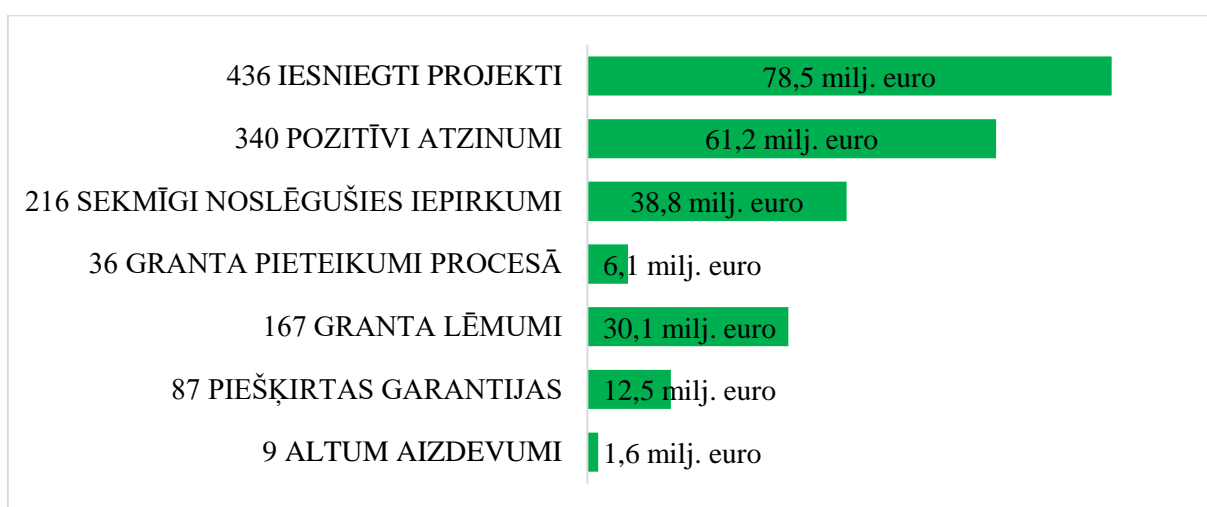 436 IESNIEGTI PROJEKTI 78,5 milj. euro
340 POZITĪVI ATZINUMI 61,2 milj. euro
216 SEKMĪGI NOSLĒGUŠIES IEPIRKUMI 38,8 milj. euro
36 GRANTA PIETEIKUMI PROCESĀ 6,1 milj. euro
167 GRANTA LĒMUMI 30,1 milj. euro
87 PIEŠĶIRTAS GARANTIJAS 12,5 milj. euro
9 ALTUM AIZDEVUMI 1,6 milj. euro